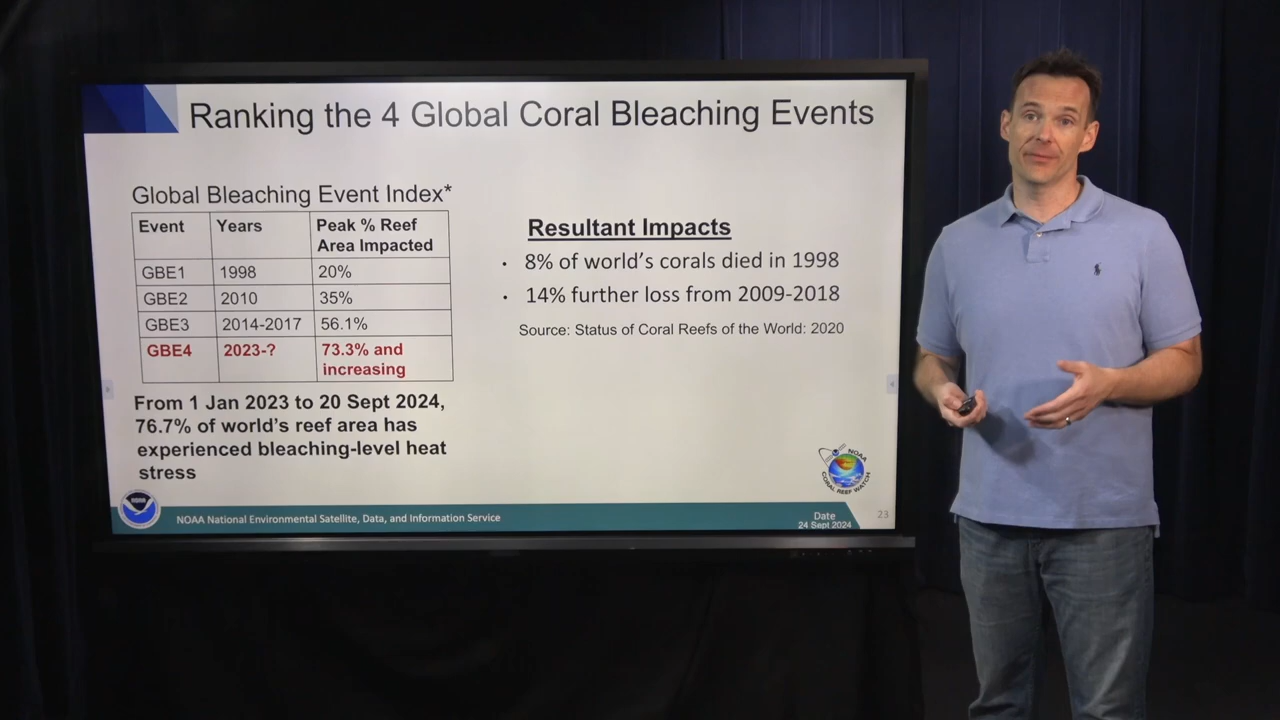 Ranking the 4 Global Coral Bleaching Events
Global Bleaching Event Index*
Event Years Peak % Reef
Area Impacted
GBE1 1998 20%
GBE2 2010 35%
GBE3 2014-2017 56.1%
GBE4 2023-? 73.3% and
increasing
From 1 Jan 2023 to 20 Sept 2024,
76.7% of world's reef area has
experienced bleaching-level heat
stress
Resultant Impacts
· 8% of world's corals died in 1998
· 14% further loss from 2009-2018
Source: Status of Coral Reefs of the World: 2020
NOAA
CORAL REEF WATCH
NOAA
NOAA National Environmental Satellite, Data, and Information Service
Date
24 Sept 2024
23